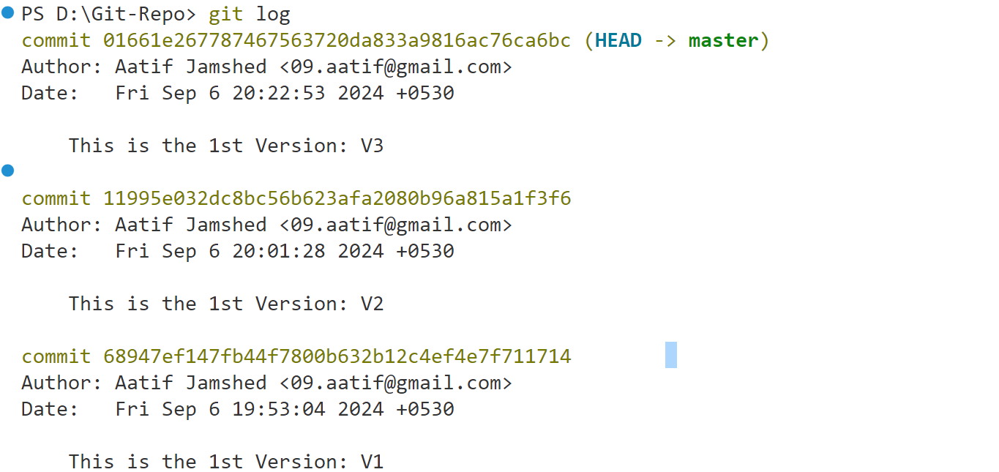 PS D:\Git-Repo> git log
commit 01661e267787467563720da833a9816ac76ca6bc (HEAD -> master)
Author: Aatif Jamshed <09.aatif@gmail.com>
Date:   Fri Sep 6 20:22:53 2024 +0530
This is the 1st Version: V3
commit 11995e032dc8bc56b623afa2080b96a815a1f3f6
Author: Aatif Jamshed <09.aatif@gmail.com>
Date:   Fri Sep 6 20:01:28 2024 +0530
This is the 1st Version: V2
commit 68947ef147fb44f7800b632b12c4ef4e7f711714
Author: Aatif Jamshed <09.aatif@gmail.com>
Date:   Fri Sep 6 19:53:04 2024 +0530
This is the 1st Version: V1